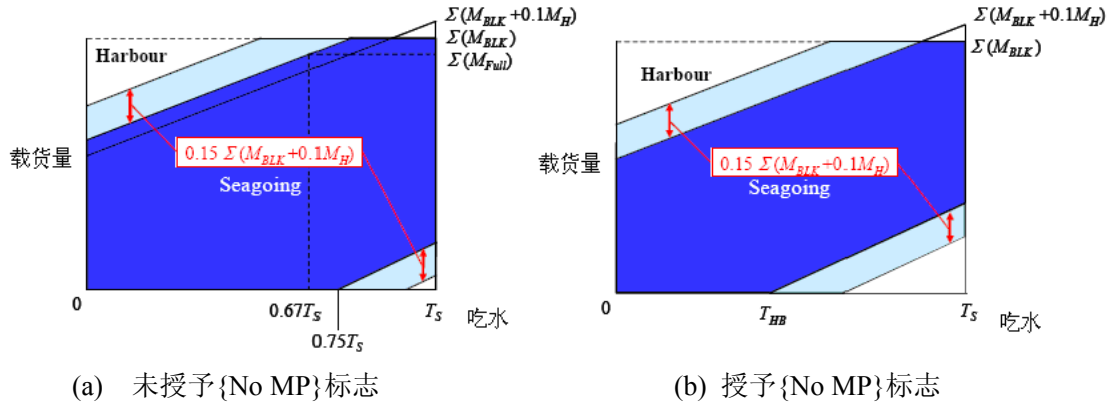 Σ(M_BLK +0.1M_H)
Σ(M_BLK)
Σ(M_Full)
Harbour
载货量
0.15 Σ(M_BLK+0.1M_H)
Seagoing
0
0.67T_S
T_S
吃水
0.75T_S
(a) 未授予{No MP}标志
Σ(M_BLK +0.1M_H)
Σ(M_BLK)
Harbour
载货量
0.15 Σ(M_BLK+0.1M_H)
Seagoing
0
T_HB
T_S
吃水
(b) 授予{No MP}标志